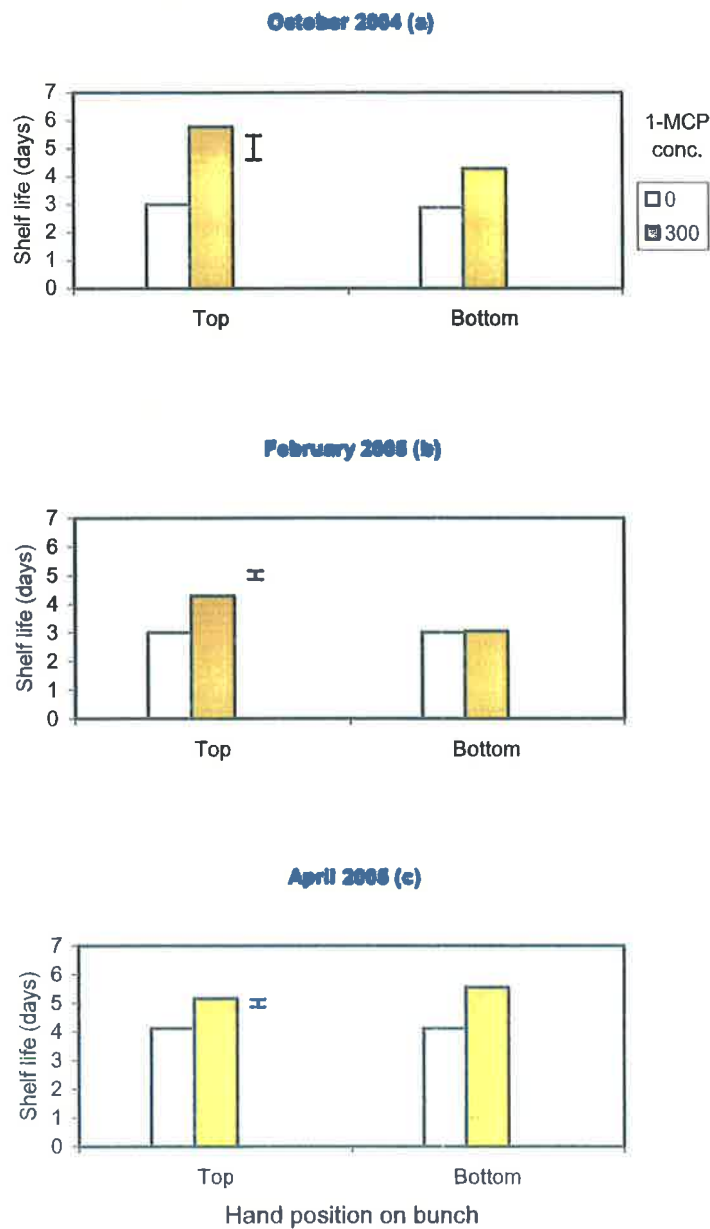 October 2004 (a)
Shelf life (days)
7
6
5
4
3
2
1
0
Top
Bottom
1-MCP
conc.
0
300
February 2005 (b)
Shelf life (days)
7
6
5
4
3
2
1
0
Top
Bottom
April 2005 (c)
Shelf life (days)
7
6
5
4
3
2
1
0
Top
Bottom
Hand position on bunch